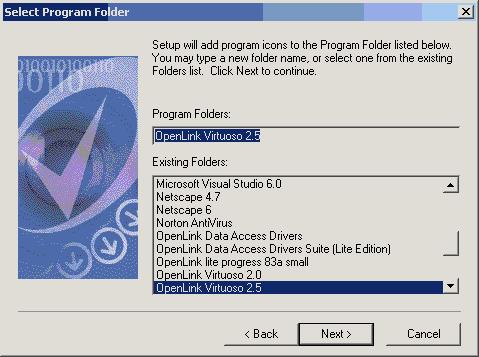 Select Program Folder
Setup will add program icons to the Program Folder listed below.
You may type a new folder name, or select one from the existing
Folders list. Click Next to continue.
Program Folders:
OpenLink Virtuoso 2.5
Existing Folders:
Microsoft Visual Studio 6.0
Netscape 4.7
Netscape 6
Norton AntiVirus
OpenLink Data Access Drivers
OpenLink Data Access Drivers Suite (Lite Edition)
OpenLink lite progress 83a small
OpenLink Virtuoso 2.0
OpenLink Virtuoso 2.5
< Back
Next >
Cancel